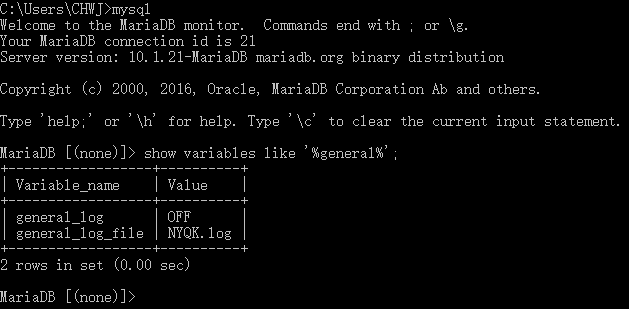 C:\Users\CHWJ>mysql
Welcome to the MariaDB monitor.  Commands end with ; or \g.
Your MariaDB connection id is 21
Server version: 10.1.21-MariaDB mariadb.org binary distribution
Copyright (c) 2000, 2016, Oracle, MariaDB Corporation Ab and others.
Type 'help;' or '\h' for help. Type '\c' to clear the current input statement.
MariaDB [(none)]> show variables like '%general%';
+------------------+----------+
| Variable_name    | Value    |
+------------------+----------+
| general_log      | OFF      |
| general_log_file | NYQK.log |
+------------------+----------+
2 rows in set (0.00 sec)
MariaDB [(none)]>